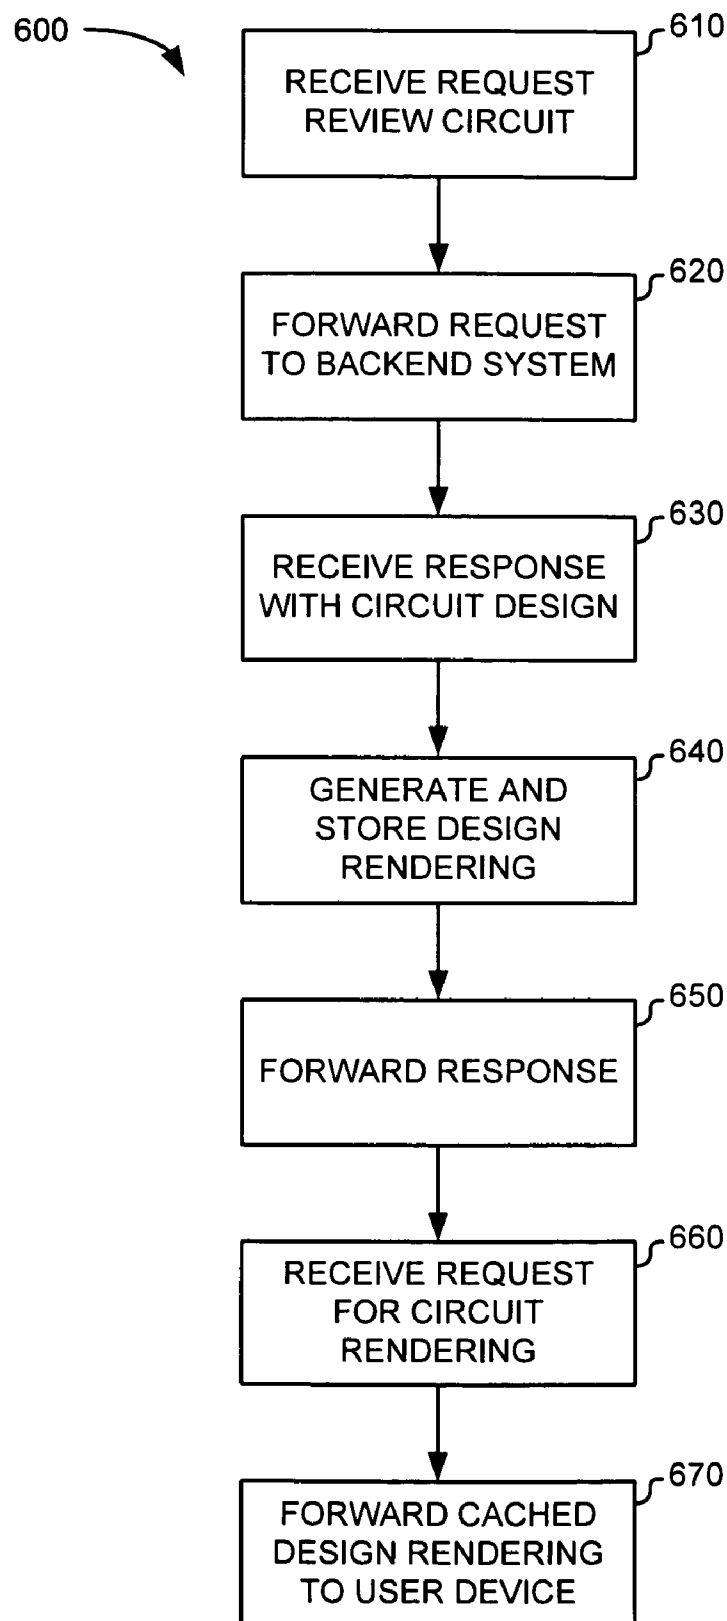 600
610
RECEIVE REQUEST
REVIEW CIRCUIT
620
FORWARD REQUEST
TO BACKEND SYSTEM
630
RECEIVE RESPONSE
WITH CIRCUIT DESIGN
640
GENERATE AND
STORE DESIGN
RENDERING
650
FORWARD RESPONSE
660
RECEIVE REQUEST
FOR CIRCUIT
RENDERING
670
FORWARD CACHED
DESIGN RENDERING
TO USER DEVICE